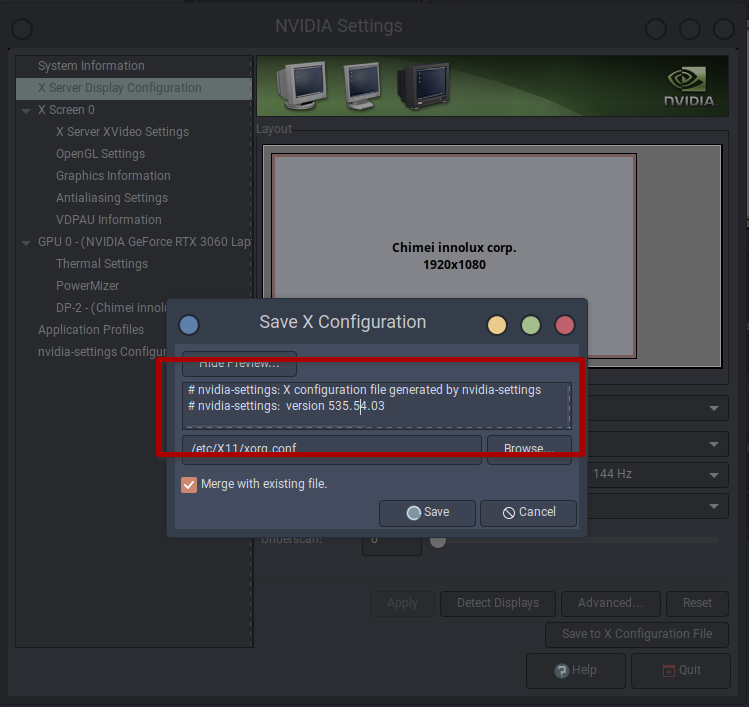 NVIDIA Settings
System Information
X Server Display Configuration
X Screen 0
X Server XVideo Settings
OpenGL Settings
Graphics Information
Antialiasing Settings
VDPAU Information
GPU 0 - (NVIDIA GeForce RTX 3060 Lap
Thermal Settings
PowerMizer
DP-2 - (Chimei innolu
Application Profiles
nvidia-settings Configur
NVIDIA.
Layout
Chimei innolux corp.
1920x1080
Save X Configuration
Hide Preview...
# nvidia-settings: X configuration file generated by nvidia-settings
# nvidia-settings:  version 535.54.03
/etc/X11/xorg.conf
Browse...
Merge with existing file.
Save
Cancel
144 Hz
Underscan:
0
Apply
Detect Displays
Advanced...
Reset
Save to X Configuration File
Help
Quit